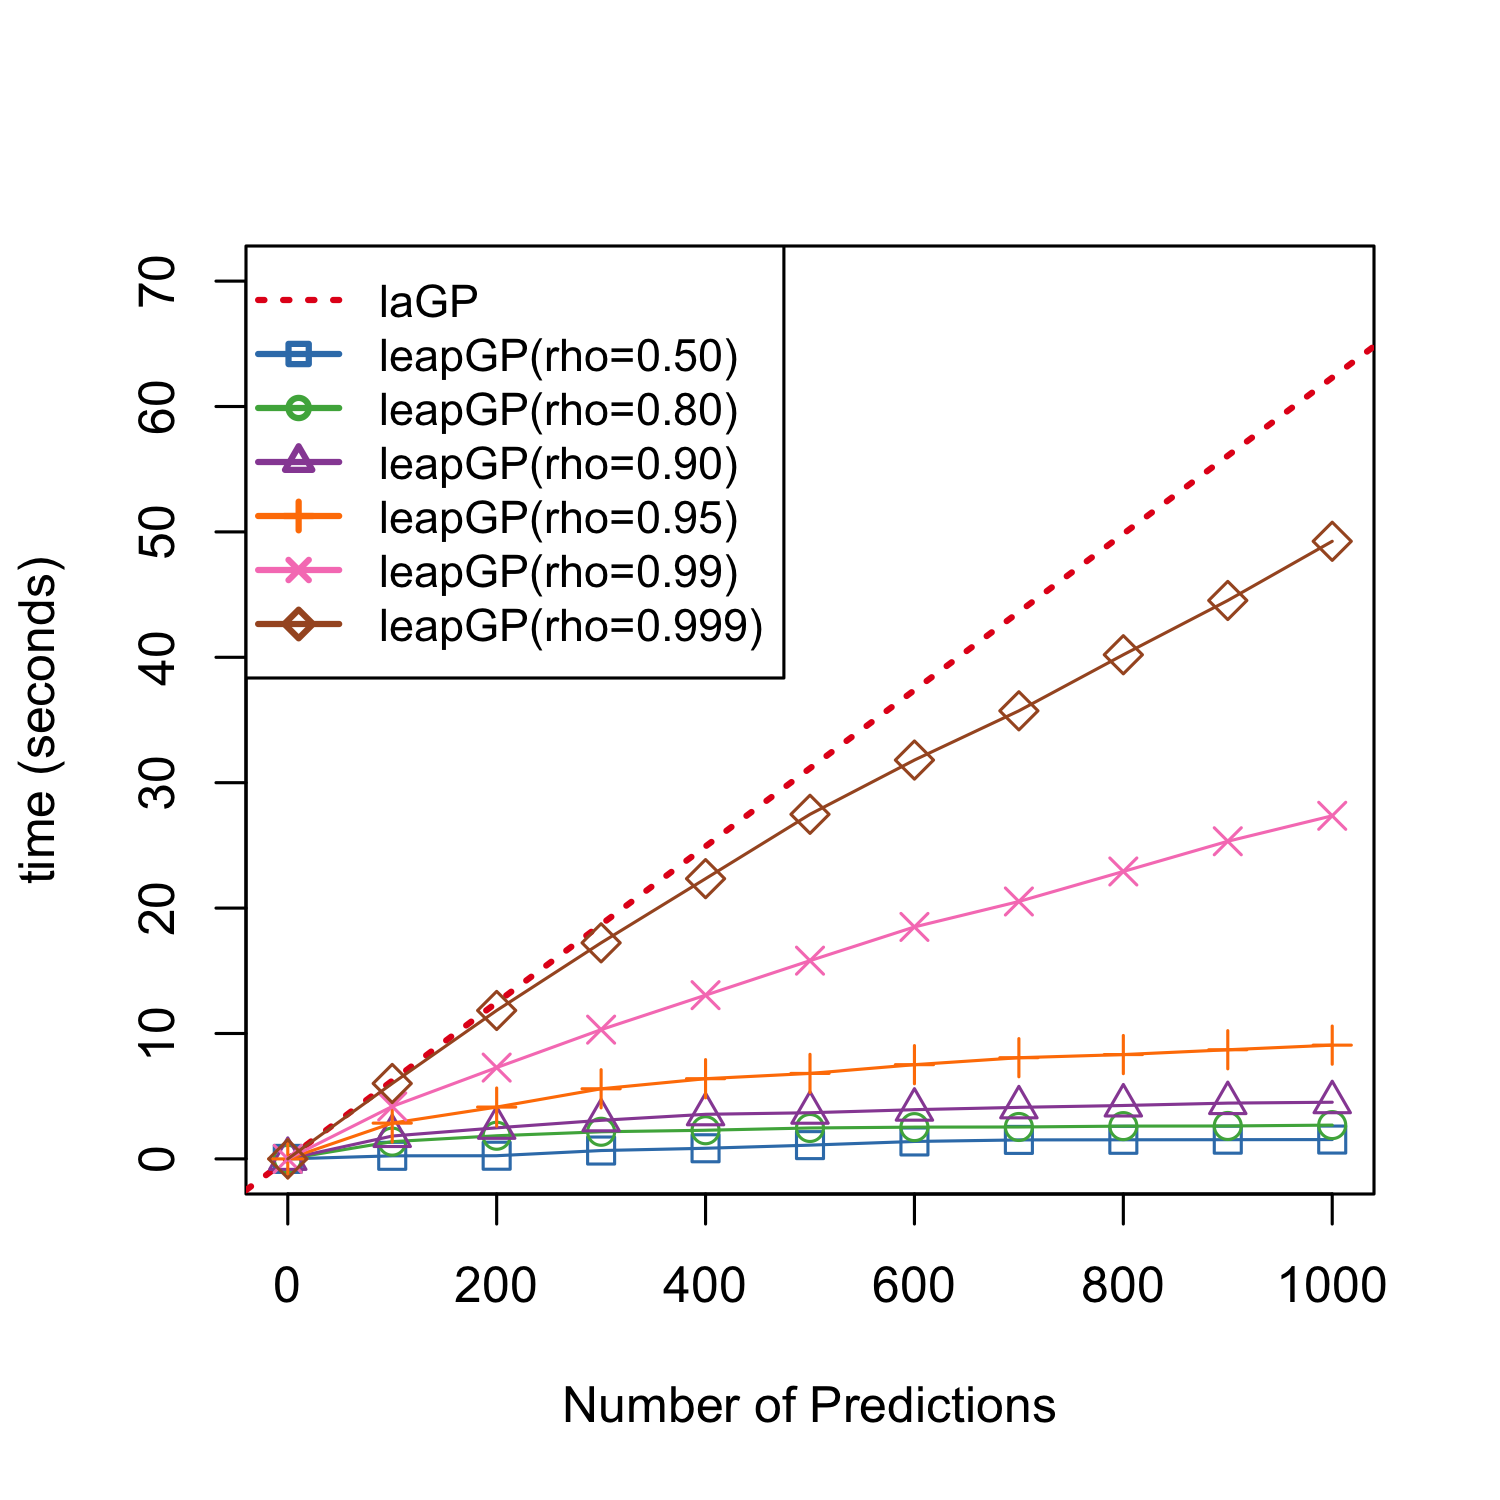 70
60
50
40
30
20
10
0
time (seconds)
laGP
leapGP(rho=0.50)
leapGP(rho=0.80)
leapGP(rho=0.90)
leapGP(rho=0.95)
leapGP(rho=0.99)
leapGP(rho=0.999)
0 200 400 600 800 1000
Number of Predictions